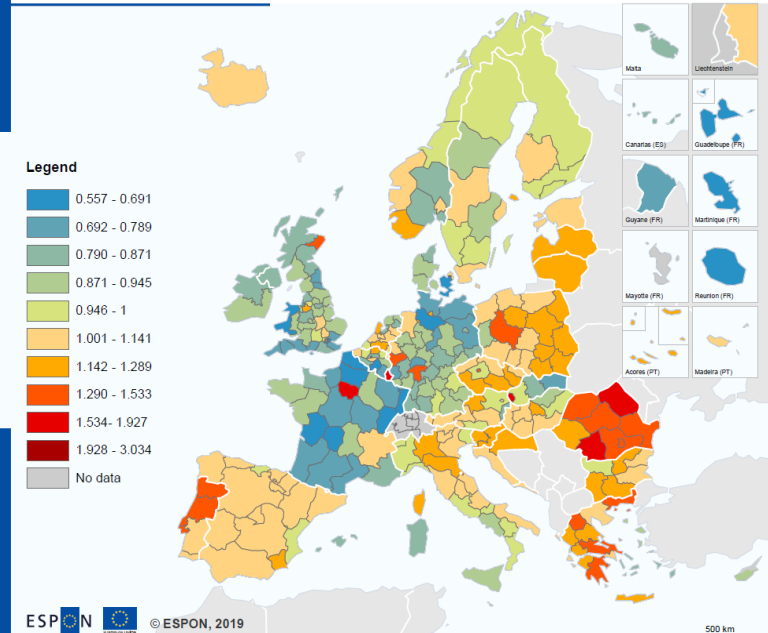 Legend
0.557 - 0.691
0.692 - 0.789
0.790 - 0.871
0.871 - 0.945
0.946 - 1
1.001 - 1.141
1.142 - 1.289
1.290 - 1.533
1.534- 1.927
1.928 - 3.034
No data
Malta
Liechtenstein
Canarias (ES)
Guadeloupe (FR)
Guyane (FR)
Martinique (FR)
Mayotte (FR)
Reunion (FR)
Acores (PT)
Madeira (PT)
ESPON
© ESPON, 2019
500 km